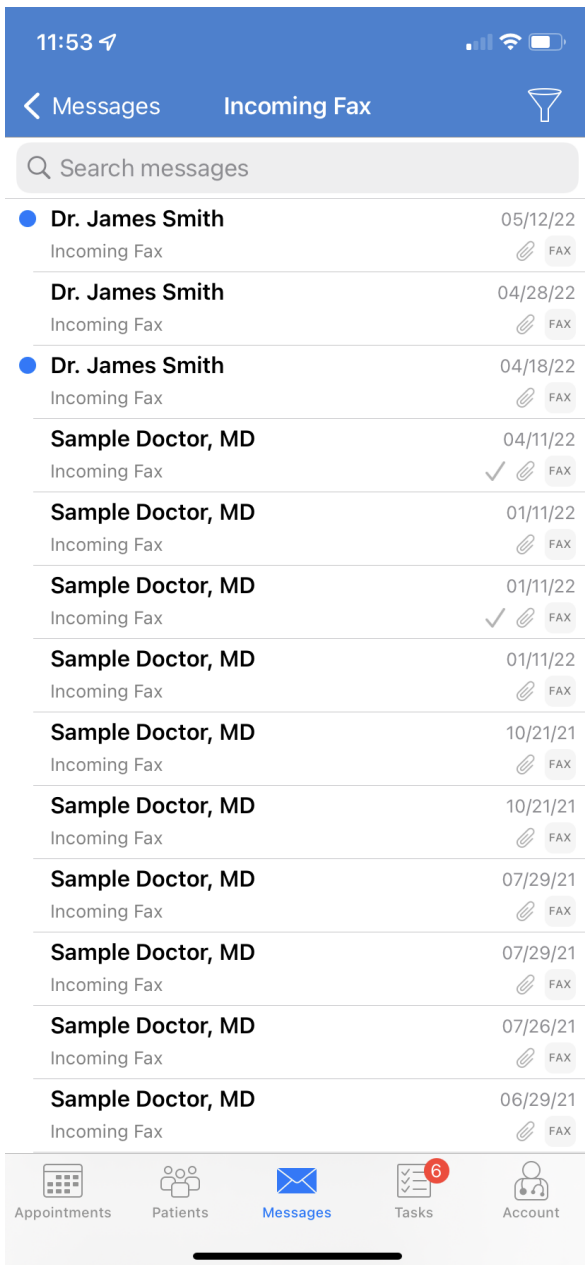 11:53
Messages Incoming Fax
Search messages
Dr. James Smith 05/12/22
Incoming Fax FAX
Dr. James Smith 04/28/22
Incoming Fax FAX
Dr. James Smith 04/18/22
Incoming Fax FAX
Sample Doctor, MD 04/11/22
Incoming Fax FAX
Sample Doctor, MD 01/11/22
Incoming Fax FAX
Sample Doctor, MD 01/11/22
Incoming Fax FAX
Sample Doctor, MD 01/11/22
Incoming Fax FAX
Sample Doctor, MD 10/21/21
Incoming Fax FAX
Sample Doctor, MD 10/21/21
Incoming Fax FAX
Sample Doctor, MD 07/29/21
Incoming Fax FAX
Sample Doctor, MD 07/29/21
Incoming Fax FAX
Sample Doctor, MD 07/26/21
Incoming Fax FAX
Sample Doctor, MD 06/29/21
Incoming Fax FAX
6
Appointments Patients Messages Tasks Account